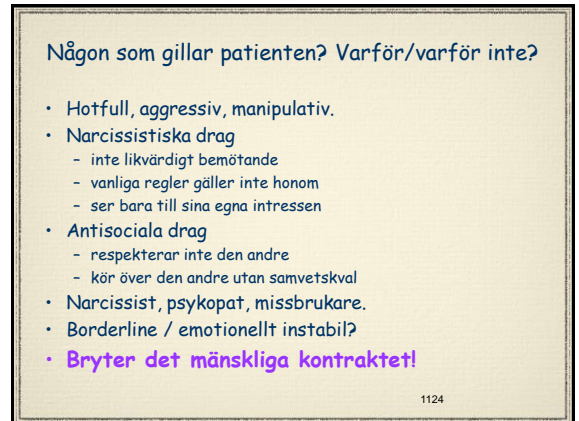 Någon som gillar patienten? Varför/varför inte?
• Hotfull, aggressiv, manipulativ.
• Narcissistiska drag
– inte likvärdigt bemötande
– vanliga regler gäller inte honom
– ser bara till sina egna intressen
• Antisociala drag
– respekterar inte den andre
– kör över den andre utan samvetskval
• Narcissist, psykopat, missbrukare.
• Borderline / emotionellt instabil?
• Bryter det mänskliga kontraktet!
1124